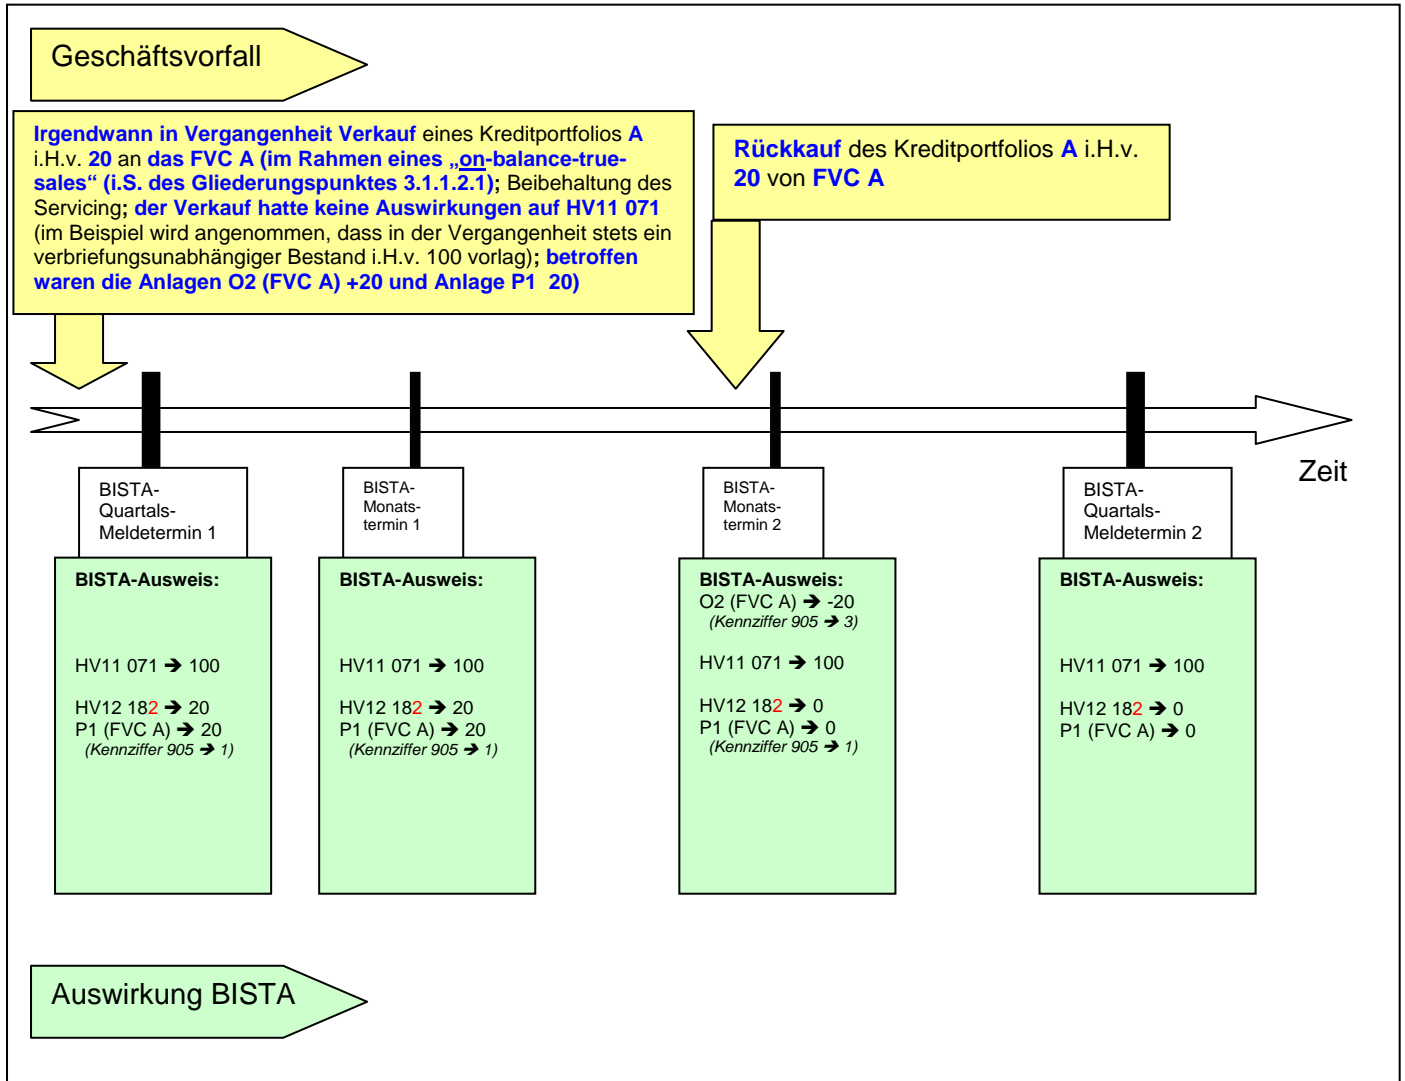 Geschäftsvorfall
Irgendwann in Vergangenheit Verkauf eines Kreditportfolios A
i.H.v. 20 an das FVC A (im Rahmen eines „on-balance-true-
sales“ (i.S. des Gliederungspunktes 3.1.1.2.1); Beibehaltung des
Servicing; der Verkauf hatte keine Auswirkungen auf HV11 071
(im Beispiel wird angenommen, dass in der Vergangenheit stets ein
verbriefungsunabhängiger Bestand i.H.v. 100 vorlag); betroffen
waren die Anlagen O2 (FVC A) +20 und Anlage P1 20)
Rückkauf des Kreditportfolios A i.H.v.
20 von FVC A
Zeit
BISTA-
Quartals-
Meldetermin 1
BISTA-Ausweis:
HV11 071 ➔ 100
HV12 182 ➔ 20
P1 (FVC A) ➔ 20
(Kennziffer 905 ➔ 1)
BISTA-
Monats-
termin 1
BISTA-Ausweis:
HV11 071 ➔ 100
HV12 182 ➔ 20
P1 (FVC A) ➔ 20
(Kennziffer 905 ➔ 1)
BISTA-
Monats-
termin 2
BISTA-Ausweis:
O2 (FVC A) ➔ -20
(Kennziffer 905 ➔ 3)
HV11 071 ➔ 100
HV12 182 ➔ 0
P1 (FVC A) ➔ 0
(Kennziffer 905 ➔ 1)
BISTA-
Quartals-
Meldetermin 2
BISTA-Ausweis:
HV11 071 ➔ 100
HV12 182 ➔ 0
P1 (FVC A) ➔ 0
Auswirkung BISTA